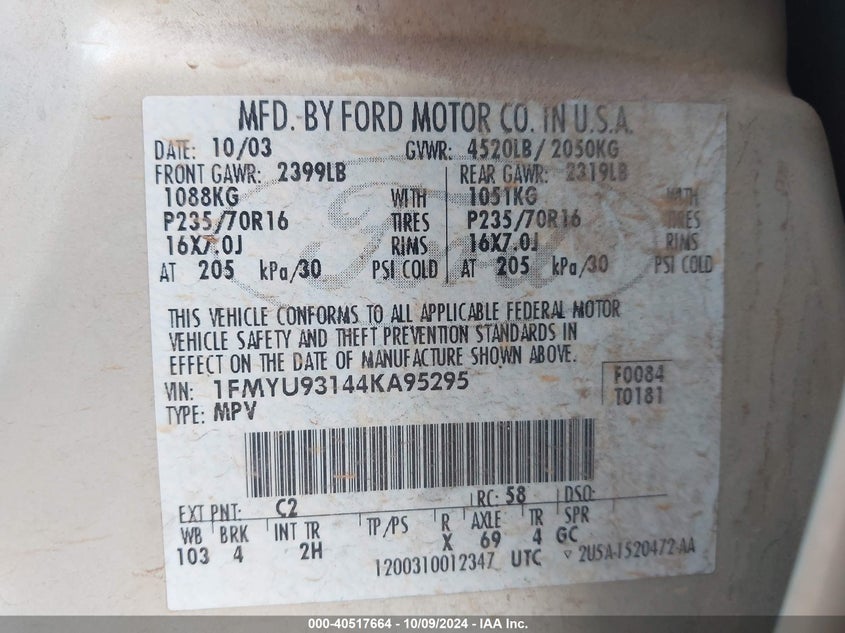 MFD. BY FORD MOTOR CO. IN U.S.A.
DATE: 10/03 GVWR: 4520LB/2050KG
FRONT GAWR: 2399LB REAR GAWR: 2319LB
1088KG WITH 1051KG WITH
P235/70R16 TIRES P235/70R16 TIRES
16X7.0J RIMS 16X7.0J RIMS
AT 205 kPa/30 PSI COLD AT 205 kPa/30 PSI COLD
Ford
THIS VEHICLE CONFORMS TO ALL APPLICABLE FEDERAL MOTOR
VEHICLE SAFETY AND THEFT PREVENTION STANDARDS IN
EFFECT ON THE DATE OF MANUFACTURE SHOWN ABOVE.
VIN: 1FMYU93144KA95295 F0084
TYPE: MPV T0181
EXT PNT: C2 RC: 58 DSO:
WB BRK INT TR TP/PS R AXLE TR SPR
103 4 2H X 69 4 GC
1200310012347 UTC ▽ 2U5A-1520472-AA
000-40517664 - 10/09/2024 - IAA Inc.